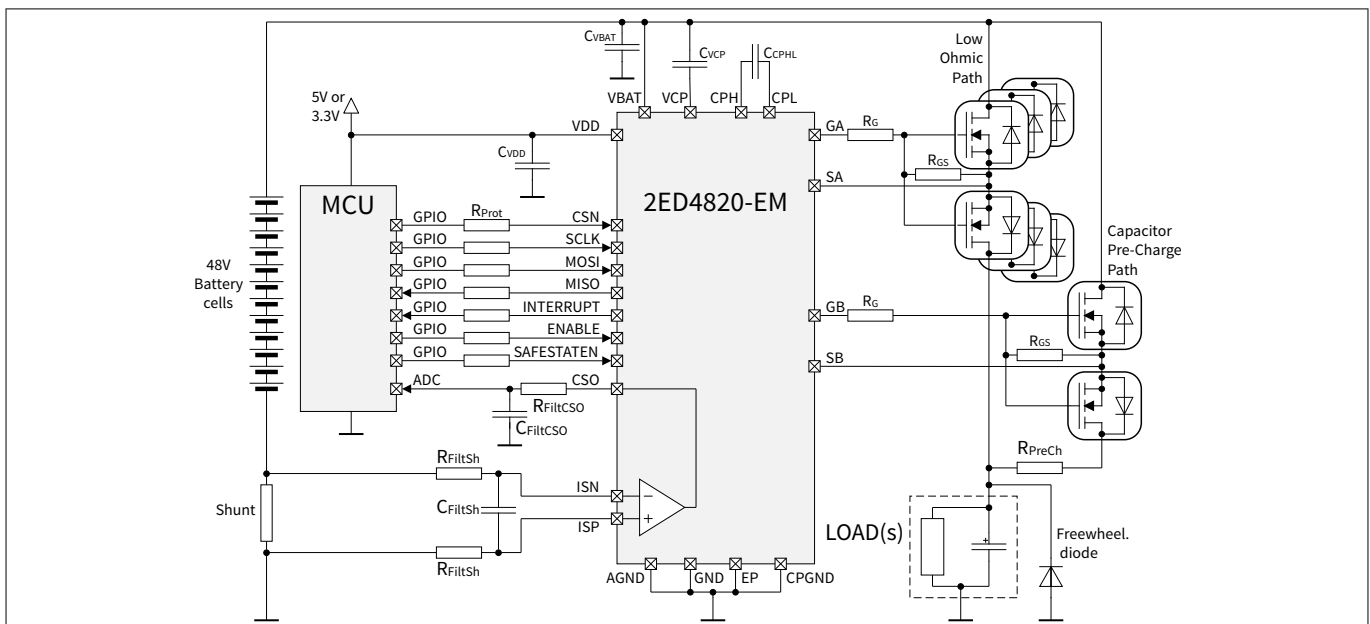 CVBAT
CVCP
CCPHL
Low
Ohmic
Path
VBAT
VCP
CPH
CPL
5V or
3.3V
VDD
CVDD
GA
RG
RGS
SA
MCU
2ED4820-EM
GPIO
RProt
CSN
GPIO
SCLK
GPIO
MOSI
GPIO
MISO
GPIO
INTERRUPT
GPIO
ENABLE
GPIO
SAFESTATEN
ADC
CSO
RFiltCSO
CFiltCSO
48V
Battery
cells
Capacitor
Pre-Charge
Path
GB
RG
RGS
SB
RPreCh
RFiltSh
ISN
Shunt
CFiltSh
ISP
RFiltSh
LOAD(s)
+
Freewheel.
diode
AGND
GND
EP
CPGND